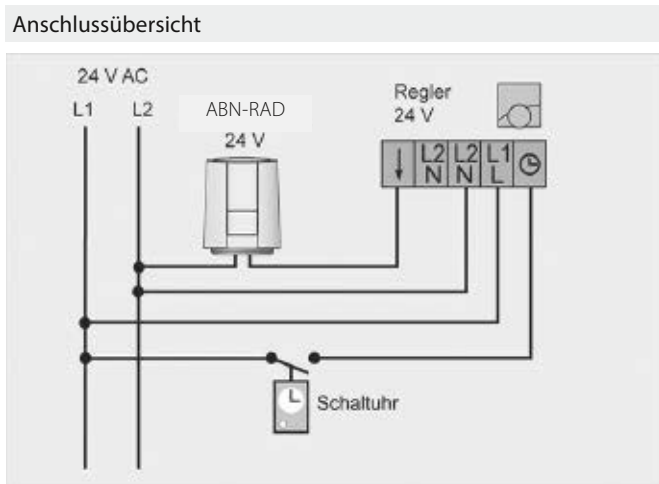 Anschlussübersicht
24 V AC
L1 L2
ABN-RAD
24 V
Regler
24 V
L2 L2 L1
N N L
Schaltuhr